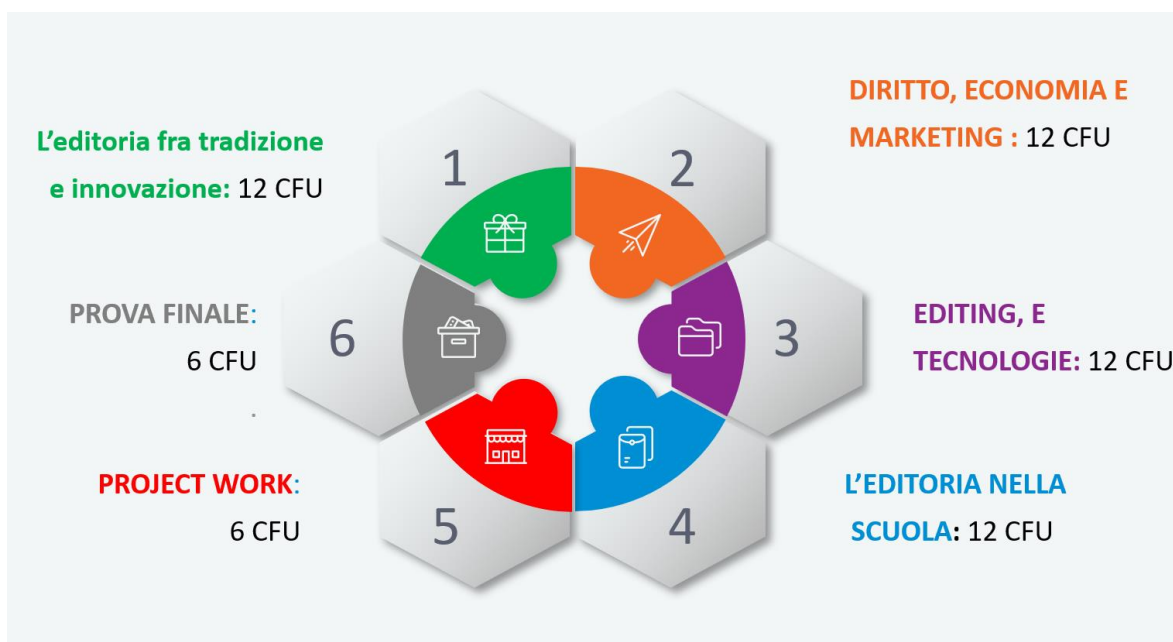 L'editoria fra tradizione
e innovazione: 12 CFU
1
2
DIRITTO, ECONOMIA E
MARKETING : 12 CFU
PROVA FINALE:
6 CFU
.
6
3
EDITING, E
TECNOLOGIE: 12 CFU
PROJECT WORK:
6 CFU
5
4
L'EDITORIA NELLA
SCUOLA: 12 CFU